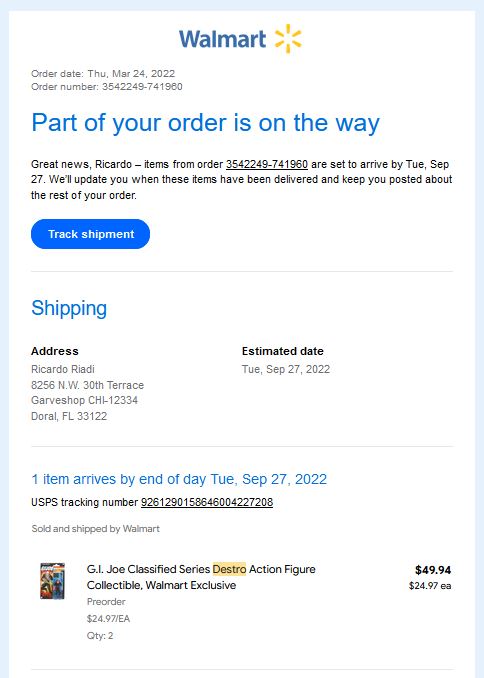 Walmart
Order date: Thu, Mar 24, 2022
Order number: 3542249-741960
Part of your order is on the way
Great news, Ricardo – items from order 3542249-741960 are set to arrive by Tue, Sep
27. We'll update you when these items have been delivered and keep you posted about
the rest of your order.
Track shipment
Shipping
Address
Ricardo Riadi
8256 N.W. 30th Terrace
Garveshop CHI-12334
Doral, FL 33122
Estimated date
Tue, Sep 27, 2022
1 item arrives by end of day Tue, Sep 27, 2022
USPS tracking number 9261290158646004227208
Sold and shipped by Walmart
G.I. Joe Classified Series Destro Action Figure
Collectible, Walmart Exclusive
Preorder
$24.97/EA
Qty: 2
$49.94
$24.97 ea